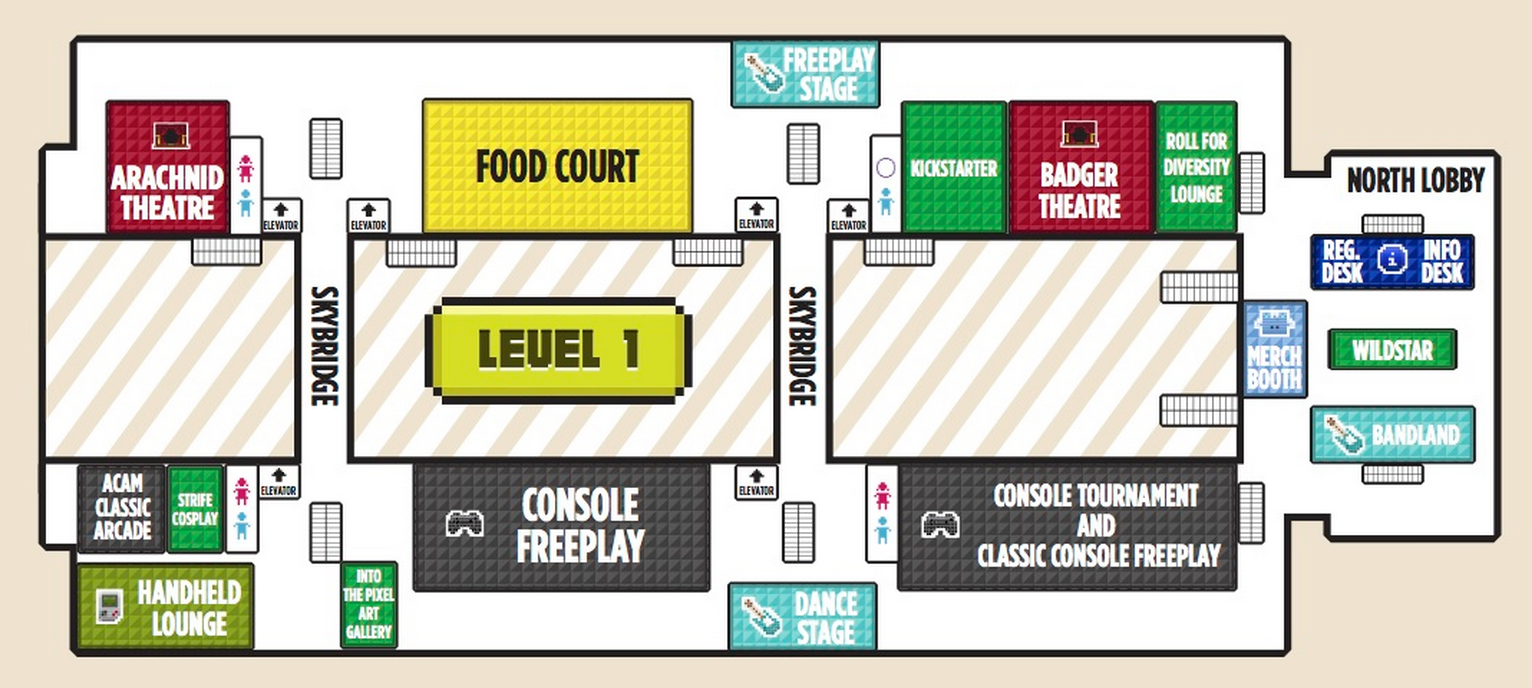 FREEPLAY
STAGE
ARACHNID
THEATRE
FOOD COURT
KICKSTARTER
BADGER
THEATRE
ROLL FOR
DIVERSITY
LOUNGE
NORTH LOBBY
ELEVATOR
ELEVATOR
ELEVATOR
ELEVATOR
REG.
DESK
i
INFO
DESK
SKYBRIDGE
LEVEL 1
SKYBRIDGE
MERCH
BOOTH
WILDSTAR
BANDLAND
ACAM
CLASSIC
ARCADE
STRIFE
COSPLAY
ELEVATOR
CONSOLE
FREEPLAY
ELEVATOR
CONSOLE TOURNAMENT
AND
CLASSIC CONSOLE FREEPLAY
HANDHELD
LOUNGE
INTO
THE PIXEL
ART
GALLERY
DANCE
STAGE